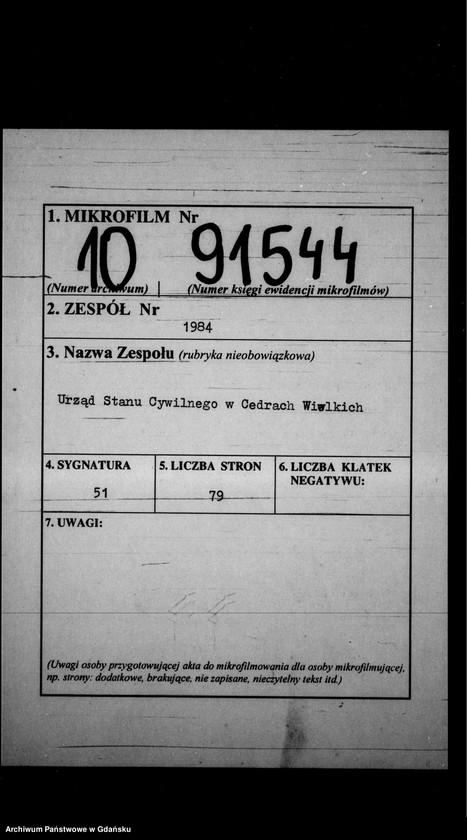 1. MIKROFILM Nr
10 91544
(Numer archiwum) | (Numer księgi ewidencji mikrofilmów)
2. ZESPÓŁ Nr
1984
3. Nazwa Zespołu (rubryka nieobowiązkowa)
Urząd Stanu Cywilnego w Cedrach Wielkich
4. SYGNATURA 5. LICZBA STRON 6. LICZBA KLATEK
NEGATYWU:
51 79
7. UWAGI:
(Uwagi osoby przygotowującej akta do mikrofilmowania dla osoby mikrofilmującej,
np. strony: dodatkowe, brakujące, nie zapisane, nieczytelny tekst itd.)
Archiwum Państwowe w Gdańsku